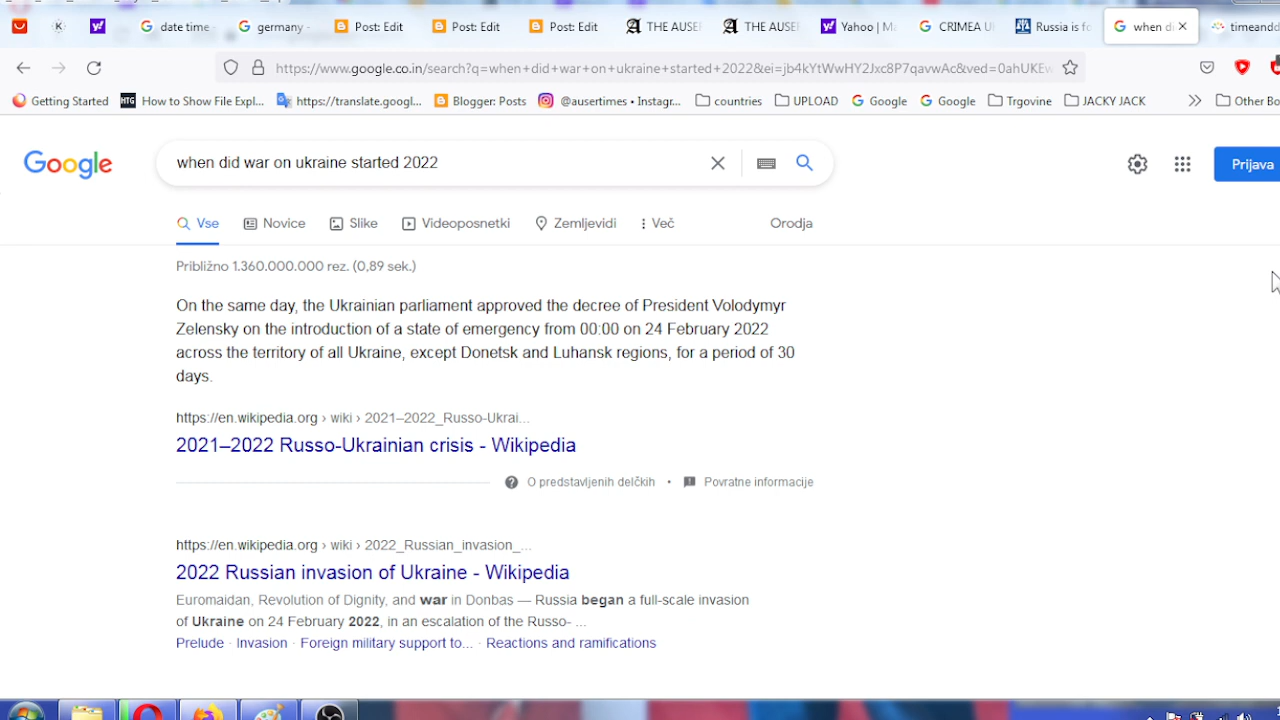 date time
germany -
Post: Edit
Post: Edit
Post: Edit
THE AUSE
THE AUSE
Yahoo | M
CRIMEA U
Russia is fo
when di
timeandd
https://www.google.co.in/search?q=when+did+war+on+ukraine+started+2022&ei=jb4kYtWwHY2Jxc8P7qavwAc&ved=0ahUKEw
Getting Started
HTG How to Show File Expl...
https://translate.googl...
Blogger: Posts
@ausertimes • Instagr...
countries
UPLOAD
Google
Google
Trgovine
JACKY JACK
Other Bo
Google
when did war on ukraine started 2022
Prijava
Vse
Novice
Slike
Videoposnetki
Zemljevidi
Več
Orodja
Približno 1.360.000.000 rez. (0,89 sek.)
On the same day, the Ukrainian parliament approved the decree of President Volodymyr
Zelensky on the introduction of a state of emergency from 00:00 on 24 February 2022
across the territory of all Ukraine, except Donetsk and Luhansk regions, for a period of 30
days.
https://en.wikipedia.org › wiki › 2021–2022_Russo-Ukrai...
2021–2022 Russo-Ukrainian crisis - Wikipedia
O predstavljenih delčkih • Povratne informacije
https://en.wikipedia.org › wiki › 2022_Russian_invasion_...
2022 Russian invasion of Ukraine - Wikipedia
Euromaidan, Revolution of Dignity, and war in Donbas — Russia began a full-scale invasion
of Ukraine on 24 February 2022, in an escalation of the Russo- ...
Prelude · Invasion · Foreign military support to... · Reactions and ramifications